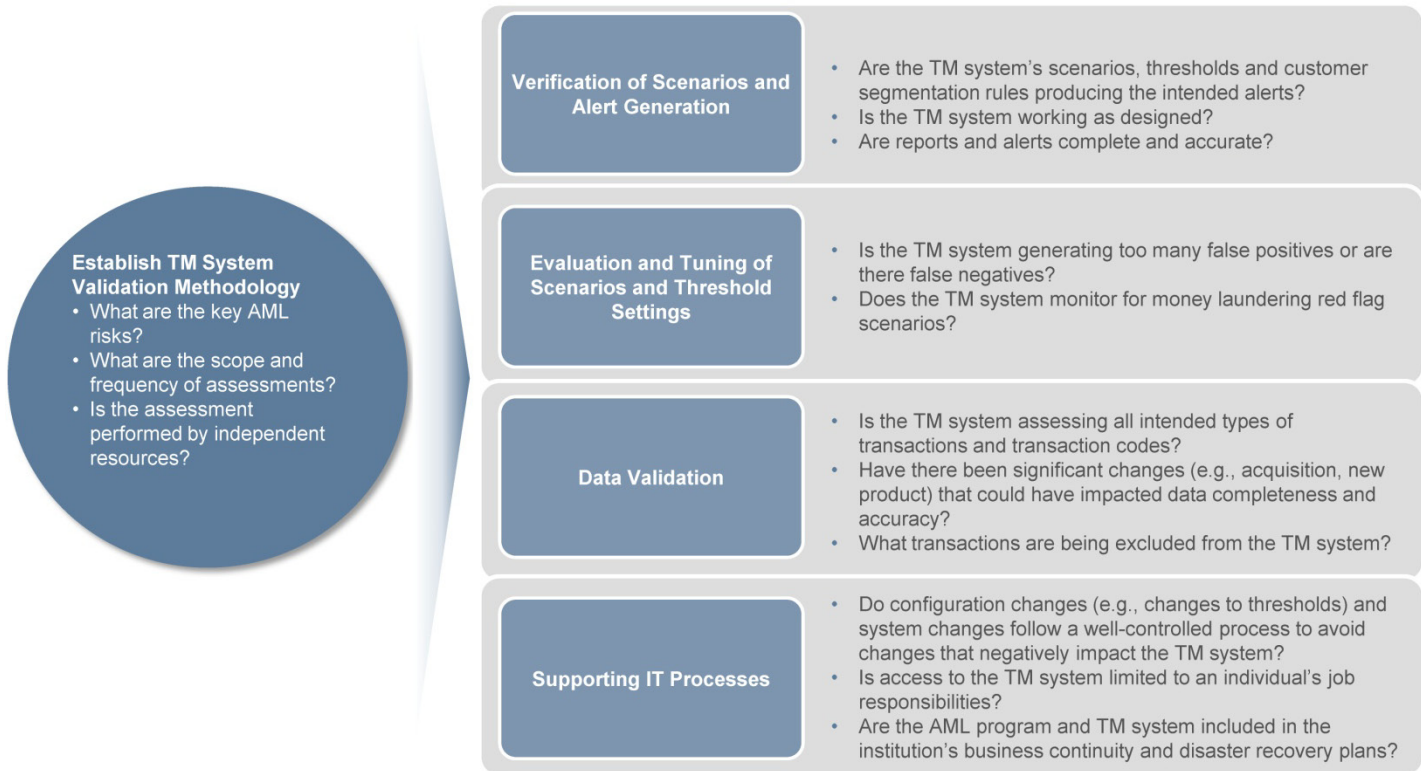 Establish TM System
Validation Methodology
• What are the key AML
risks?
• What are the scope and
frequency of assessments?
• Is the assessment
performed by independent
resources?
Verification of Scenarios and
Alert Generation
• Are the TM system's scenarios, thresholds and customer
segmentation rules producing the intended alerts?
• Is the TM system working as designed?
• Are reports and alerts complete and accurate?
Evaluation and Tuning of
Scenarios and Threshold
Settings
• Is the TM system generating too many false positives or are
there false negatives?
• Does the TM system monitor for money laundering red flag
scenarios?
Data Validation
• Is the TM system assessing all intended types of
transactions and transaction codes?
• Have there been significant changes (e.g., acquisition, new
product) that could have impacted data completeness and
accuracy?
• What transactions are being excluded from the TM system?
Supporting IT Processes
• Do configuration changes (e.g., changes to thresholds) and
system changes follow a well-controlled process to avoid
changes that negatively impact the TM system?
• Is access to the TM system limited to an individual's job
responsibilities?
• Are the AML program and TM system included in the
institution's business continuity and disaster recovery plans?